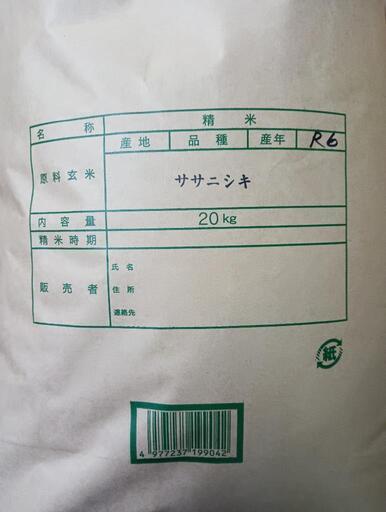 名称 精米
原料玄米 産地 品種 産年 R6
ササニシキ
内容量 20kg
精米時期
販売者 氏名
住所
連絡先
紙
4 977237 199042